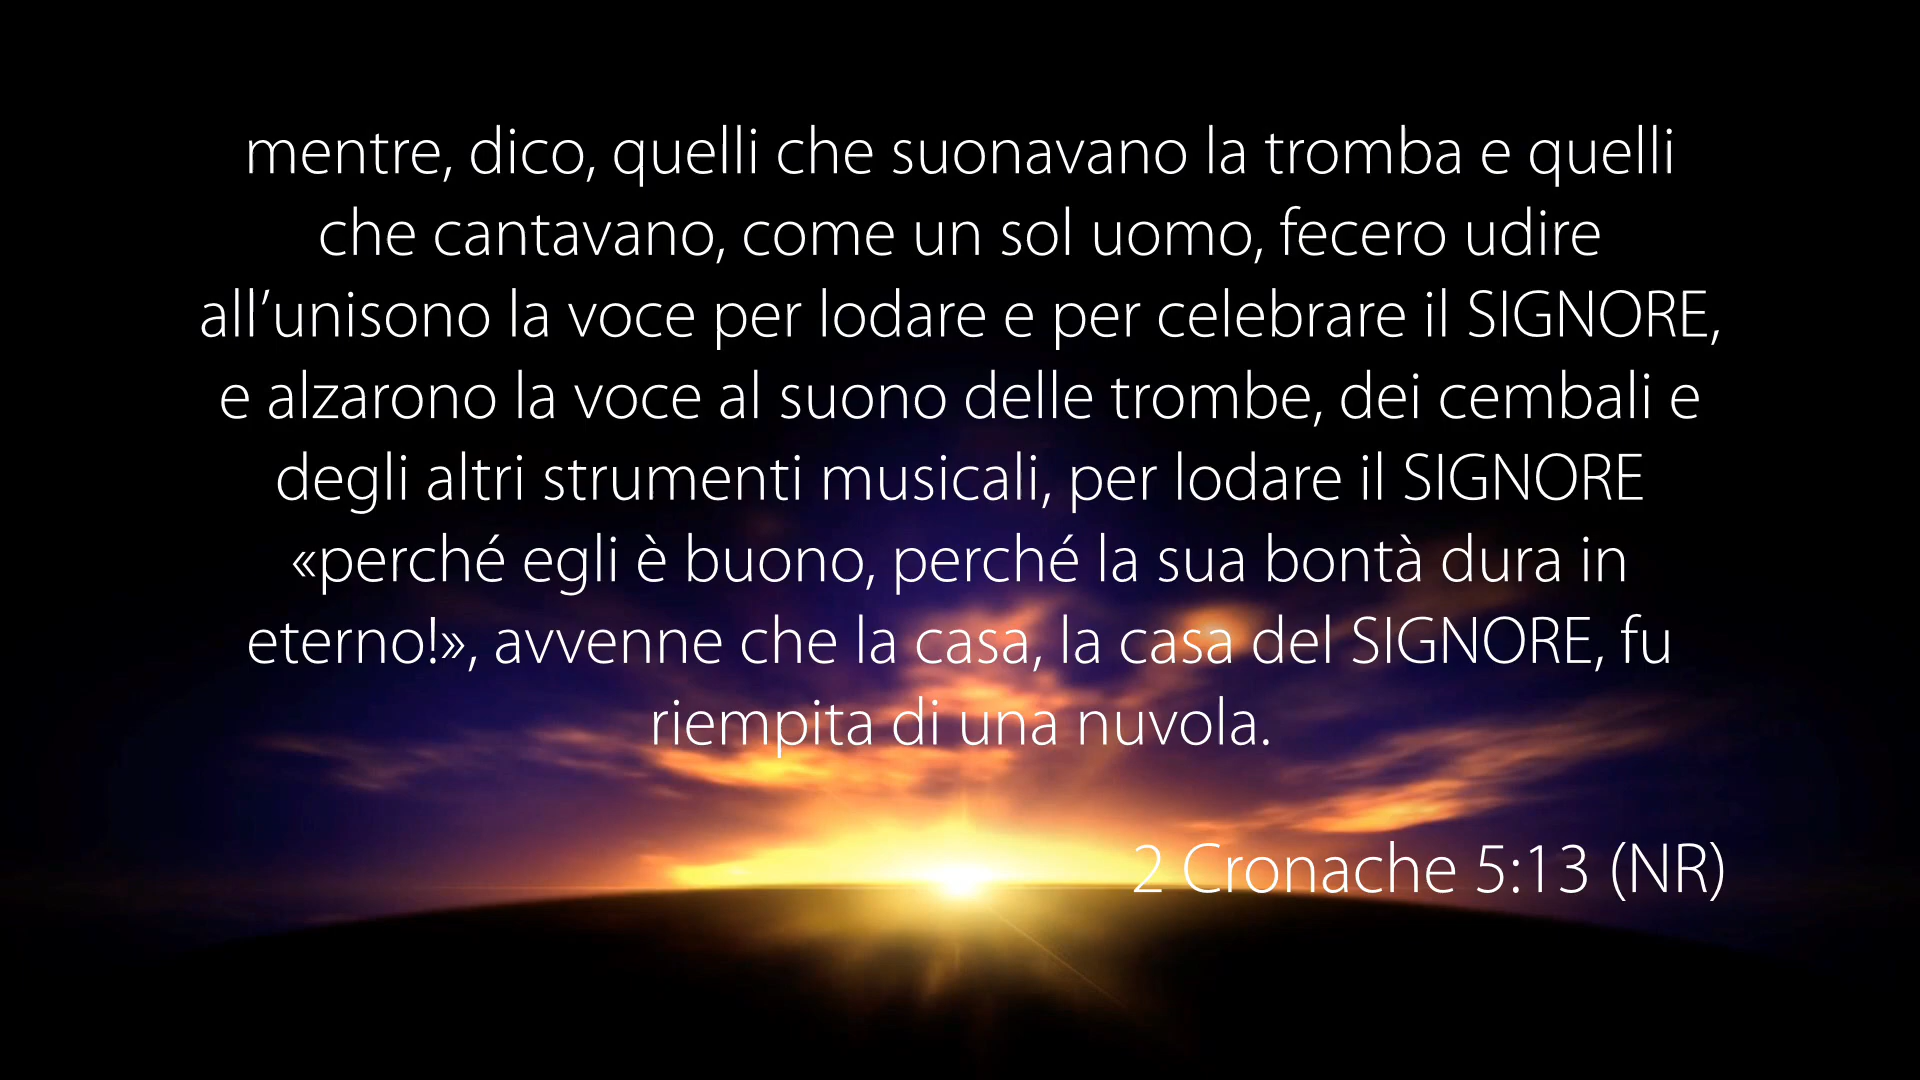 mentre, dico, quelli che suonavano la tromba e quelli
che cantavano, come un sol uomo, fecero udire
all’unisono la voce per lodare e per celebrare il SIGNORE,
e alzarono la voce al suono delle trombe, dei cembali e
degli altri strumenti musicali, per lodare il SIGNORE
«perché egli è buono, perché la sua bontà dura in
eterno!», avvenne che la casa, la casa del SIGNORE, fu
riempita di una nuvola.
2 Cronache 5:13 (NR)